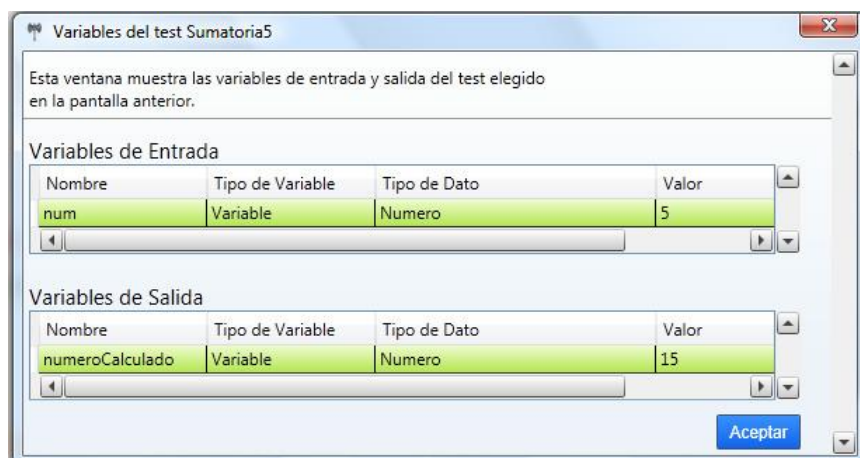 Variables del test Sumatoria5
Esta ventana muestra las variables de entrada y salida del test elegido
en la pantalla anterior.
Variables de Entrada
Nombre Tipo de Variable Tipo de Dato Valor
num Variable Numero 5
Variables de Salida
Nombre Tipo de Variable Tipo de Dato Valor
numeroCalculado Variable Numero 15
Aceptar